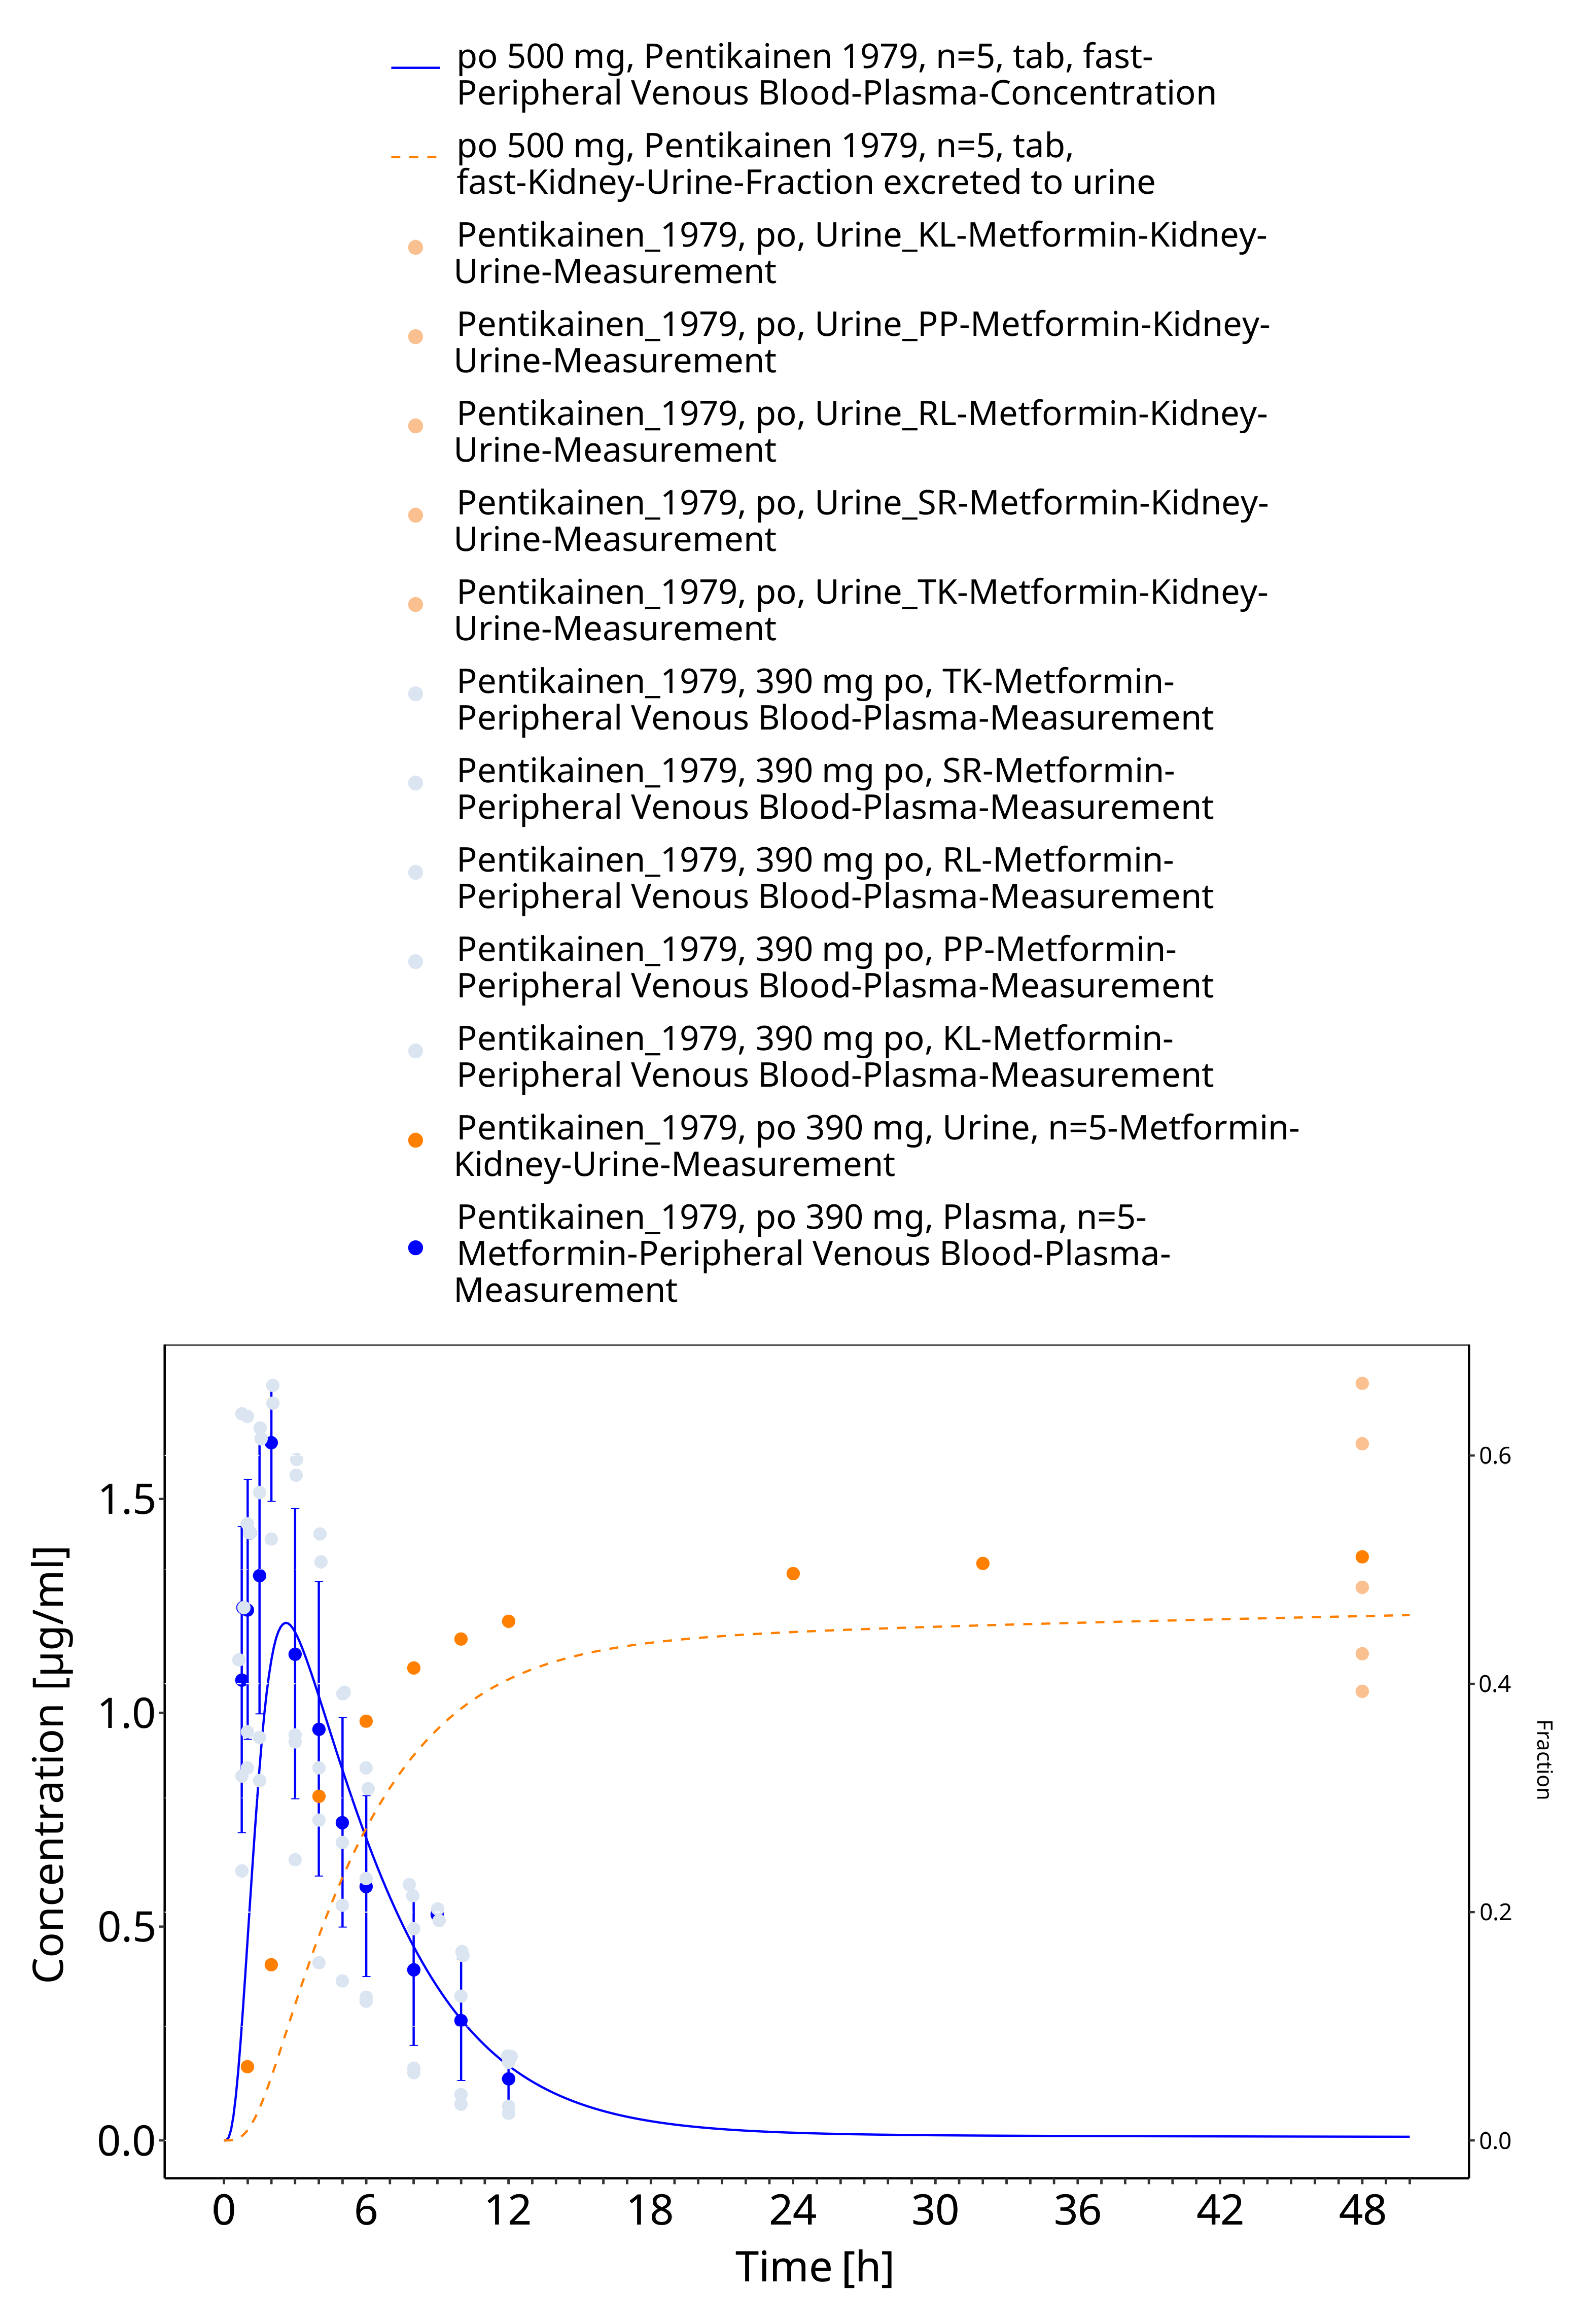 po 500 mg, Pentikainen 1979, n=5, tab, fast-
Peripheral Venous Blood-Plasma-Concentration
po 500 mg, Pentikainen 1979, n=5, tab,
fast-Kidney-Urine-Fraction excreted to urine
Pentikainen_1979, po, Urine_KL-Metformin-Kidney-
Urine-Measurement
Pentikainen_1979, po, Urine_PP-Metformin-Kidney-
Urine-Measurement
Pentikainen_1979, po, Urine_RL-Metformin-Kidney-
Urine-Measurement
Pentikainen_1979, po, Urine_SR-Metformin-Kidney-
Urine-Measurement
Pentikainen_1979, po, Urine_TK-Metformin-Kidney-
Urine-Measurement
Pentikainen_1979, 390 mg po, TK-Metformin-
Peripheral Venous Blood-Plasma-Measurement
Pentikainen_1979, 390 mg po, SR-Metformin-
Peripheral Venous Blood-Plasma-Measurement
Pentikainen_1979, 390 mg po, RL-Metformin-
Peripheral Venous Blood-Plasma-Measurement
Pentikainen_1979, 390 mg po, PP-Metformin-
Peripheral Venous Blood-Plasma-Measurement
Pentikainen_1979, 390 mg po, KL-Metformin-
Peripheral Venous Blood-Plasma-Measurement
Pentikainen_1979, po 390 mg, Urine, n=5-Metformin-
Kidney-Urine-Measurement
Pentikainen_1979, po 390 mg, Plasma, n=5-
Metformin-Peripheral Venous Blood-Plasma-
Measurement
Concentration [µg/ml]
1.5
1.0
0.5
0.0
0.6
0.4
0.2
0.0
Fraction
0 6 12 18 24 30 36 42 48
Time [h]